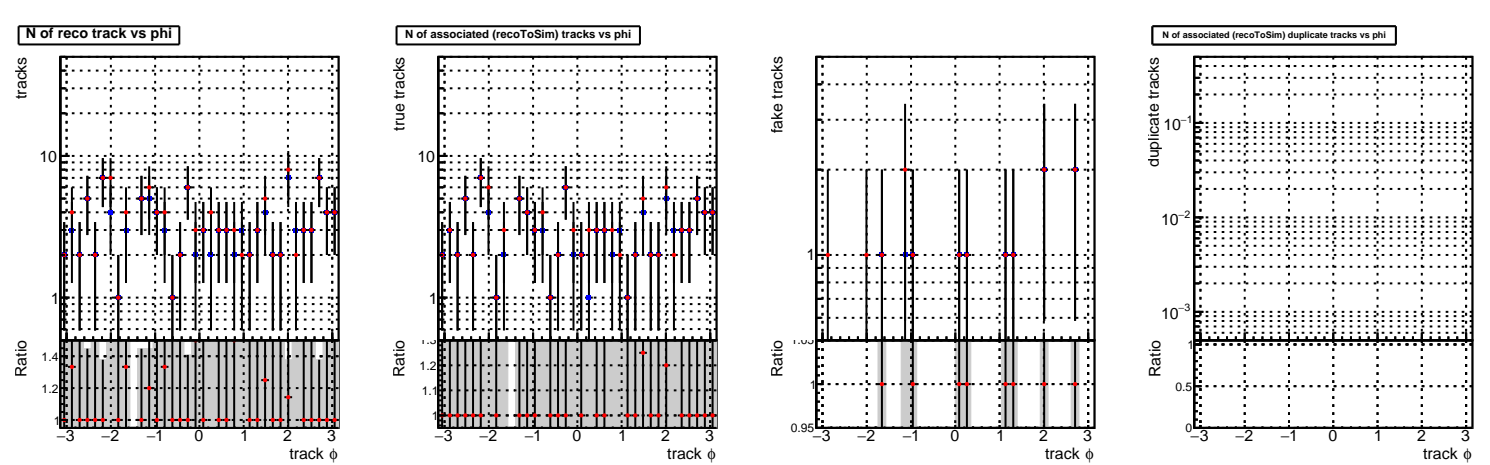 N of reco track vs phi
tracks
10
1
Ratio
1.4
1.2
1
−3 −2 −1 0 1 2 3
track ϕ
N of associated (recoToSim) tracks vs phi
true tracks
10
1
Ratio
1.3
1.2
1.1
1
−3 −2 −1 0 1 2 3
track ϕ
fake tracks
1
Ratio
1.05
1
0.95
−3 −2 −1 0 1 2 3
track ϕ
N of associated (recoToSim) duplicate tracks vs phi
duplicate tracks
10−1
10−2
10−3
Ratio
1
0.5
0
−3 −2 −1 0 1 2 3
track ϕ